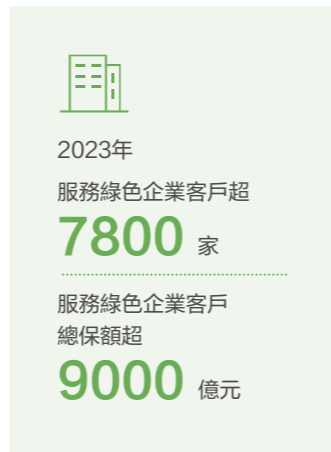 2023年
服務綠色企業客戶超
7800 家
服務綠色企業客戶
總保額超
9000 億元